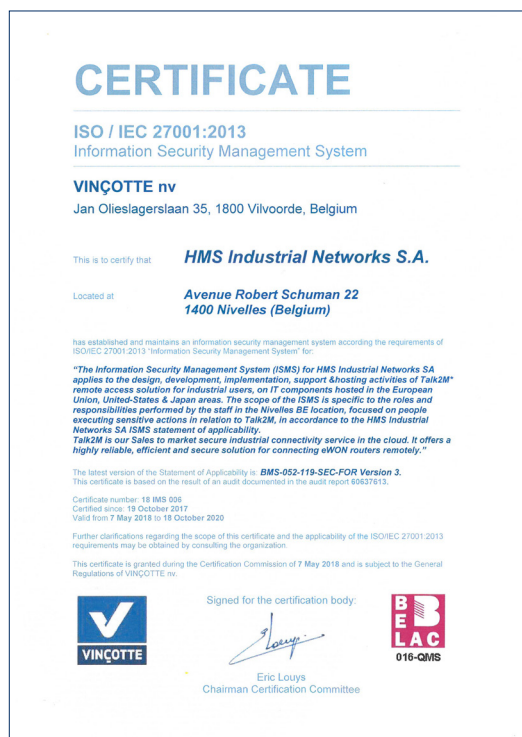 CERTIFICATE
ISO / IEC 27001:2013
Information Security Management System
VINÇOTTE nv
Jan Olieslagerslaan 35, 1800 Vilvoorde, Belgium
This is to certify that HMS Industrial Networks S.A.
Located at Avenue Robert Schuman 22
1400 Nivelles (Belgium)
has established and maintains an information security management system according the requirements of
ISO/IEC 27001:2013 “Information Security Management System” for:
“The Information Security Management System (ISMS) for HMS Industrial Networks SA
applies to the design, development, implementation, support &hosting activities of Talk2M*
remote access solution for industrial users, on IT components hosted in the European
Union, United-States & Japan areas. The scope of the ISMS is specific to the roles and
responsibilities performed by the staff in the Nivelles BE location, focused on people
executing sensitive actions in relation to Talk2M, in accordance to the HMS Industrial
Networks SA ISMS statement of applicability.
Talk2M is our Sales to market secure industrial connectivity service in the cloud. It offers a
highly reliable, efficient and secure solution for connecting eWON routers remotely.”
The latest version of the Statement of Applicability is: BMS-052-119-SEC-FOR Version 3.
This certificate is based on the result of an audit documented in the audit report 60637613.
Certificate number: 18 IMS 006
Certified since: 19 October 2017
Valid from 7 May 2018 to 18 October 2020
Further clarifications regarding the scope of this certificate and the applicability of the ISO/IEC 27001:2013
requirements may be obtained by consulting the organization.
This certificate is granted during the Certification Commission of 7 May 2018 and is subject to the General
Regulations of VINÇOTTE nv.
Signed for the certification body:
VINÇOTTE
BELAC
016-QMS
Eric Louys
Chairman Certification Committee